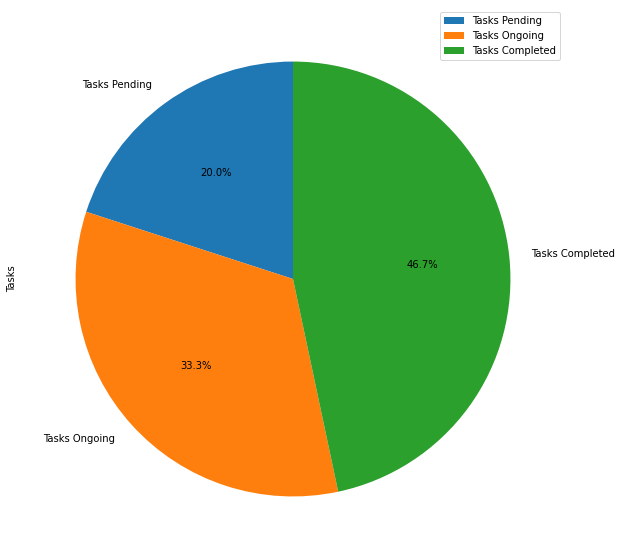 Tasks Pending
Tasks Ongoing
Tasks Completed
Tasks Pending
20.0%
Tasks Completed
46.7%
Tasks
33.3%
Tasks Ongoing